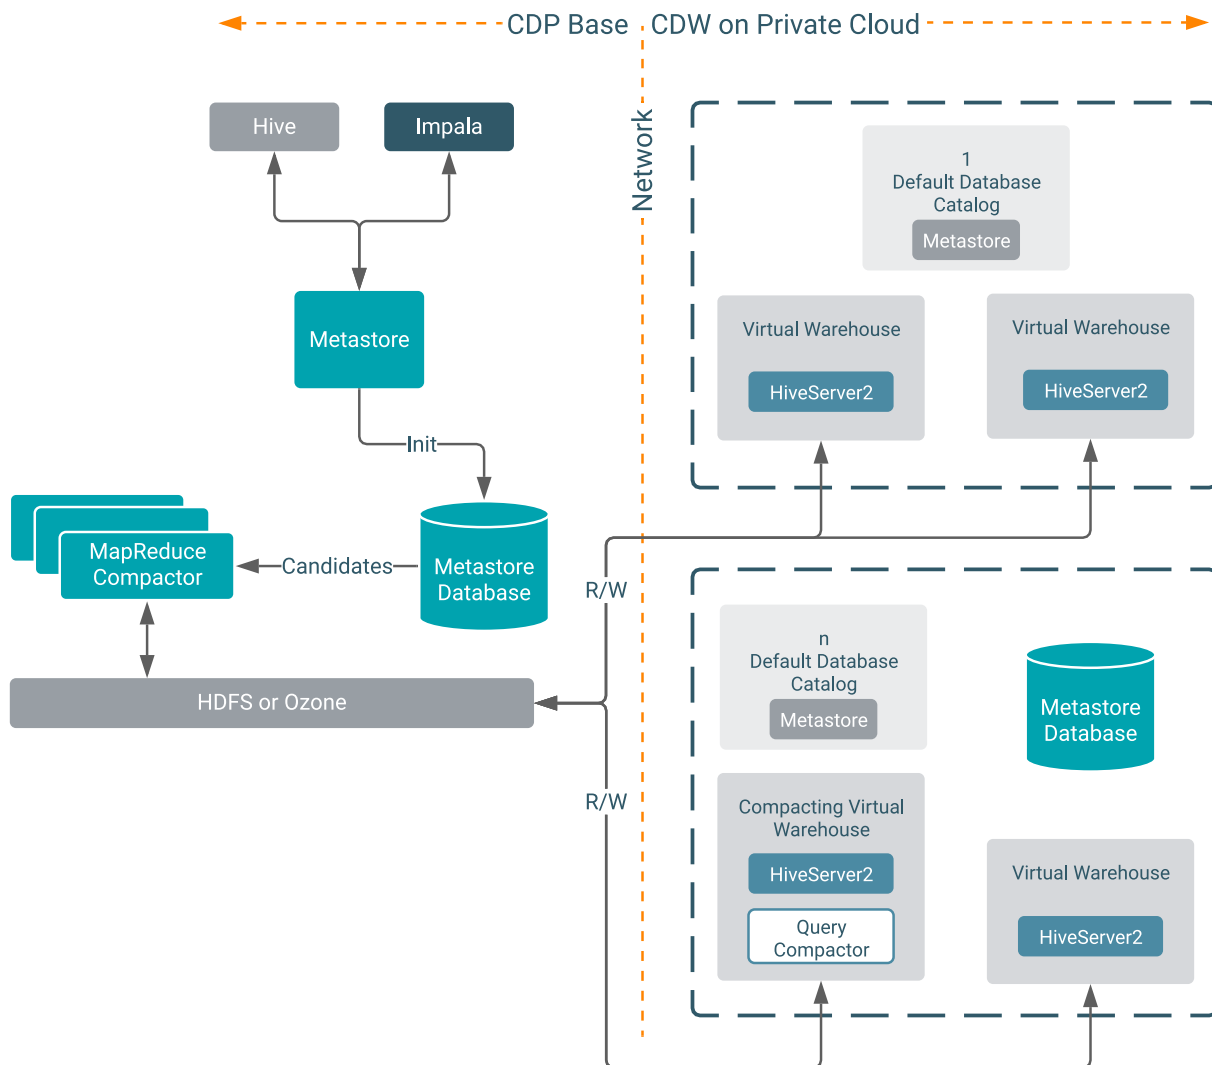 CDP Base
CDW on Private Cloud
Network
Hive
Impala
Metastore
Init
MapReduce
Compactor
Candidates
Metastore
Database
HDFS or Ozone
R/W
R/W
1
Default Database
Catalog
Metastore
Virtual Warehouse
HiveServer2
Virtual Warehouse
HiveServer2
n
Default Database
Catalog
Metastore
Metastore
Database
Compacting Virtual
Warehouse
HiveServer2
Query
Compactor
Virtual Warehouse
HiveServer2